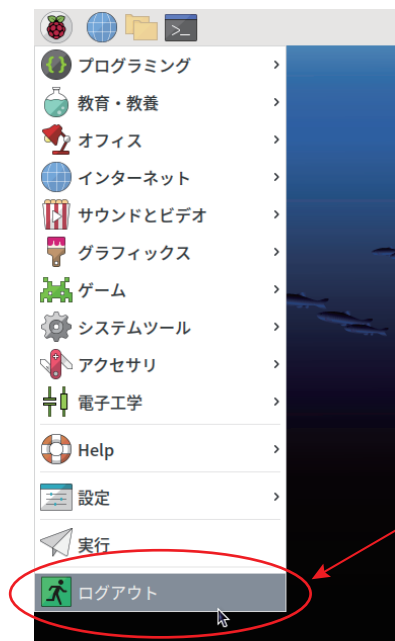 プログラミング
教育・教養
オフィス
インターネット
サウンドとビデオ
グラフィックス
ゲーム
システムツール
アクセサリ
電子工学
Help
設定
実行
ログアウト